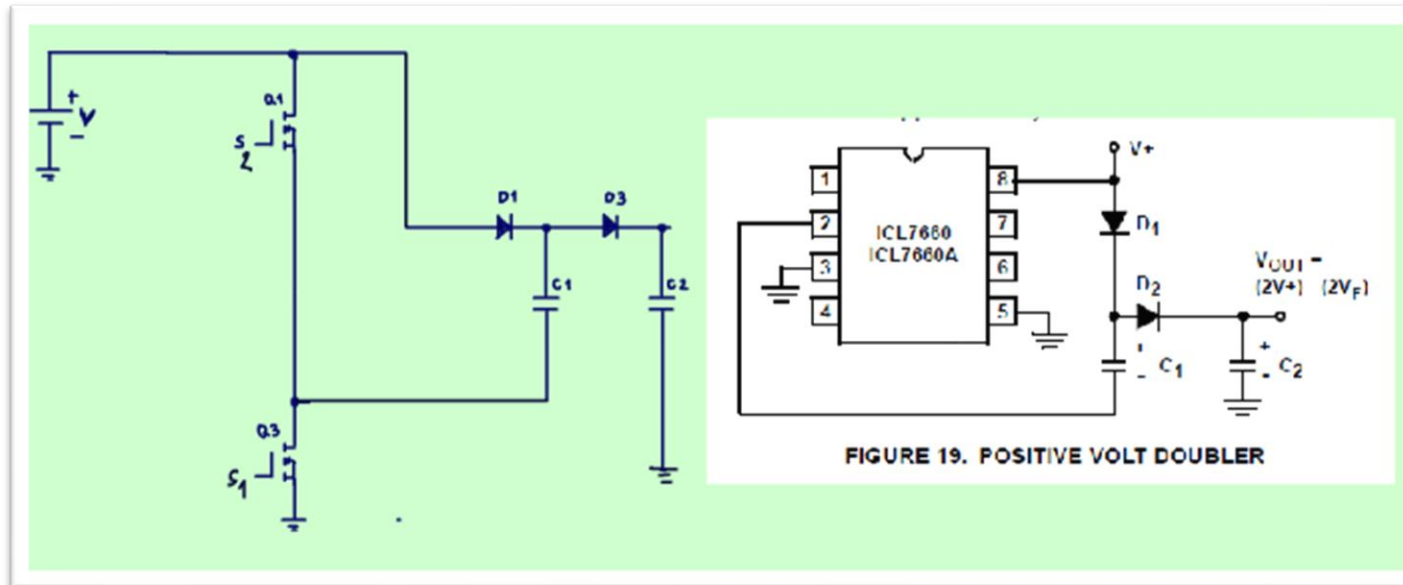 +
V
-
Q1
S
2
D1
D3
C1
C2
Q3
S1
1
2
3
4
ICL7660
ICL7660A
8
7
6
5
V+
D1
D2
VOUT =
(2V+) (2VF)
+
- C1
+
- C2
FIGURE 19. POSITIVE VOLT DOUBLER